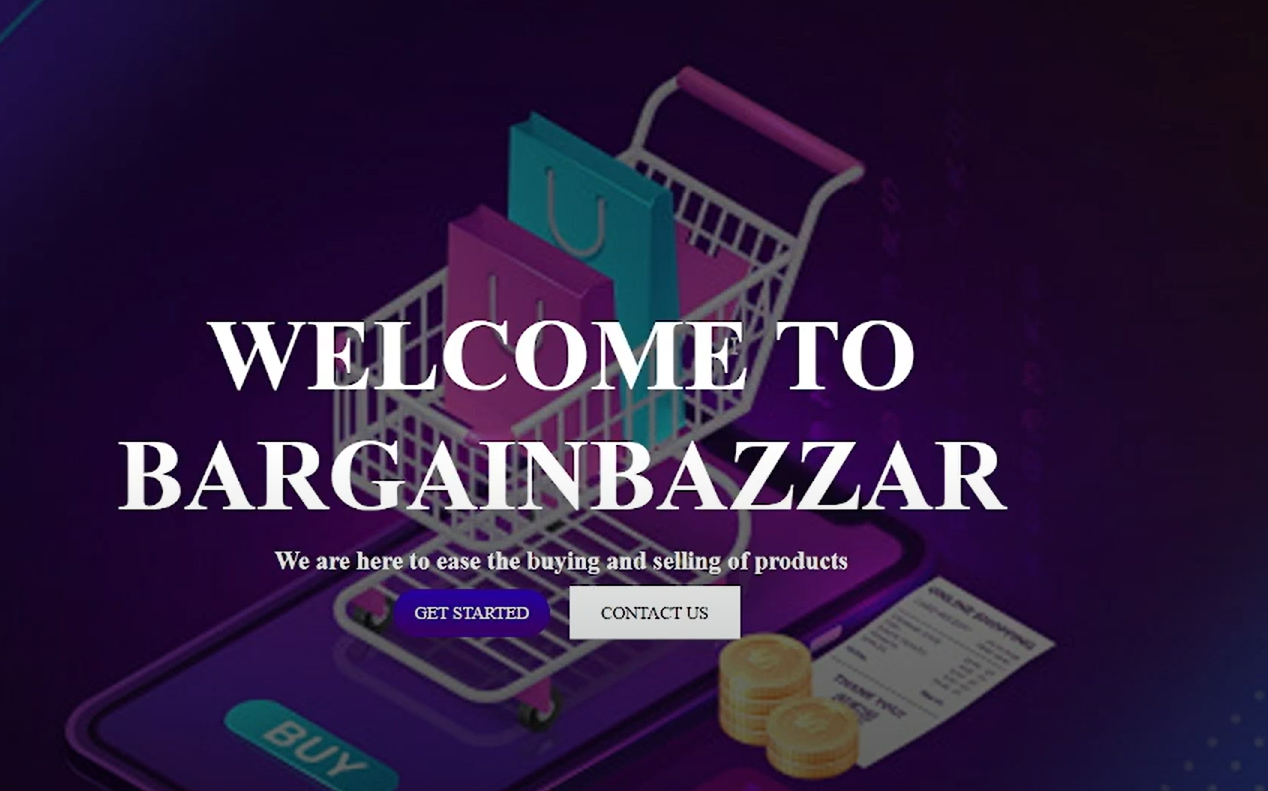 WELCOME TO
BARGAINBAZZAR
We are here to ease the buying and selling of products
GET STARTED
CONTACT US
ONLINE SHOPPING
THANK YOU!
BUY